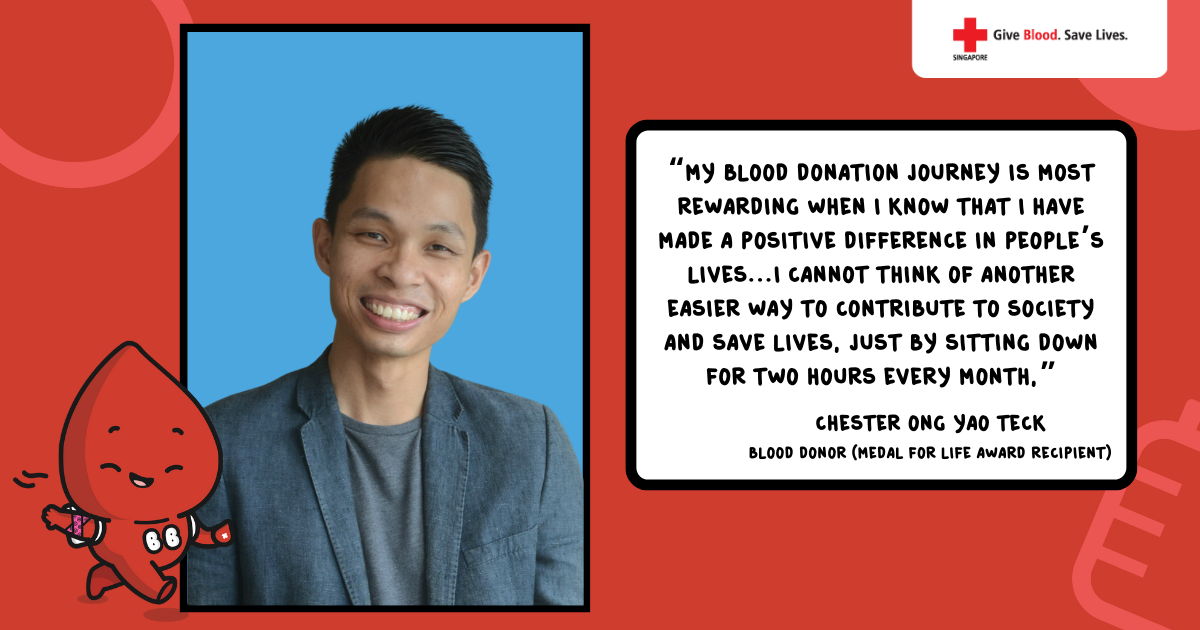 Give Blood. Save Lives.
SINGAPORE
“MY BLOOD DONATION JOURNEY IS MOST
REWARDING WHEN I KNOW THAT I HAVE
MADE A POSITIVE DIFFERENCE IN PEOPLE’S
LIVES...I CANNOT THINK OF ANOTHER
EASIER WAY TO CONTRIBUTE TO SOCIETY
AND SAVE LIVES, JUST BY SITTING DOWN
FOR TWO HOURS EVERY MONTH.”
CHESTER ONG YAO TECK
BLOOD DONOR (MEDAL FOR LIFE AWARD RECIPIENT)
BB